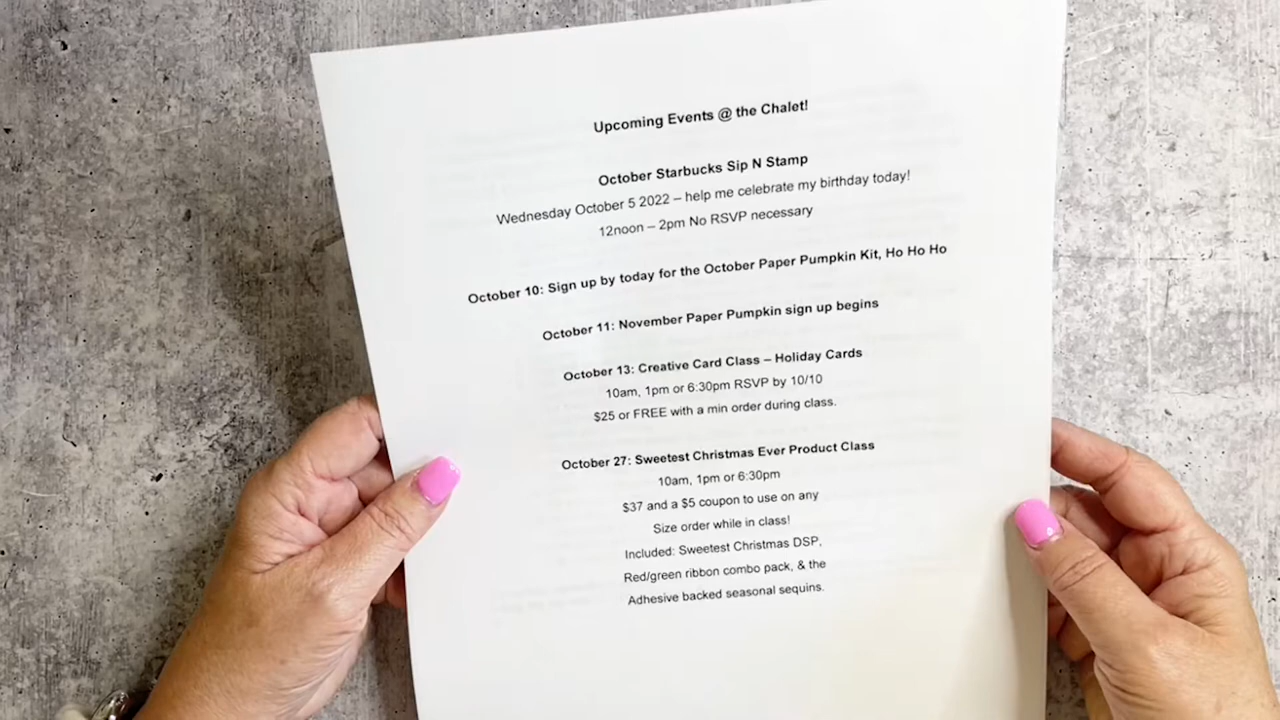 Upcoming Events @ the Chalet!
October Starbucks Sip N Stamp
Wednesday October 5 2022 – help me celebrate my birthday today!
12noon – 2pm No RSVP necessary
October 10: Sign up by today for the October Paper Pumpkin Kit, Ho Ho Ho
October 11: November Paper Pumpkin sign up begins
October 13: Creative Card Class – Holiday Cards
10am, 1pm or 6:30pm RSVP by 10/10
$25 or FREE with a min order during class.
October 27: Sweetest Christmas Ever Product Class
10am, 1pm or 6:30pm
$37 and a $5 coupon to use on any
Size order while in class!
Included: Sweetest Christmas DSP,
Red/green ribbon combo pack, & the
Adhesive backed seasonal sequins.